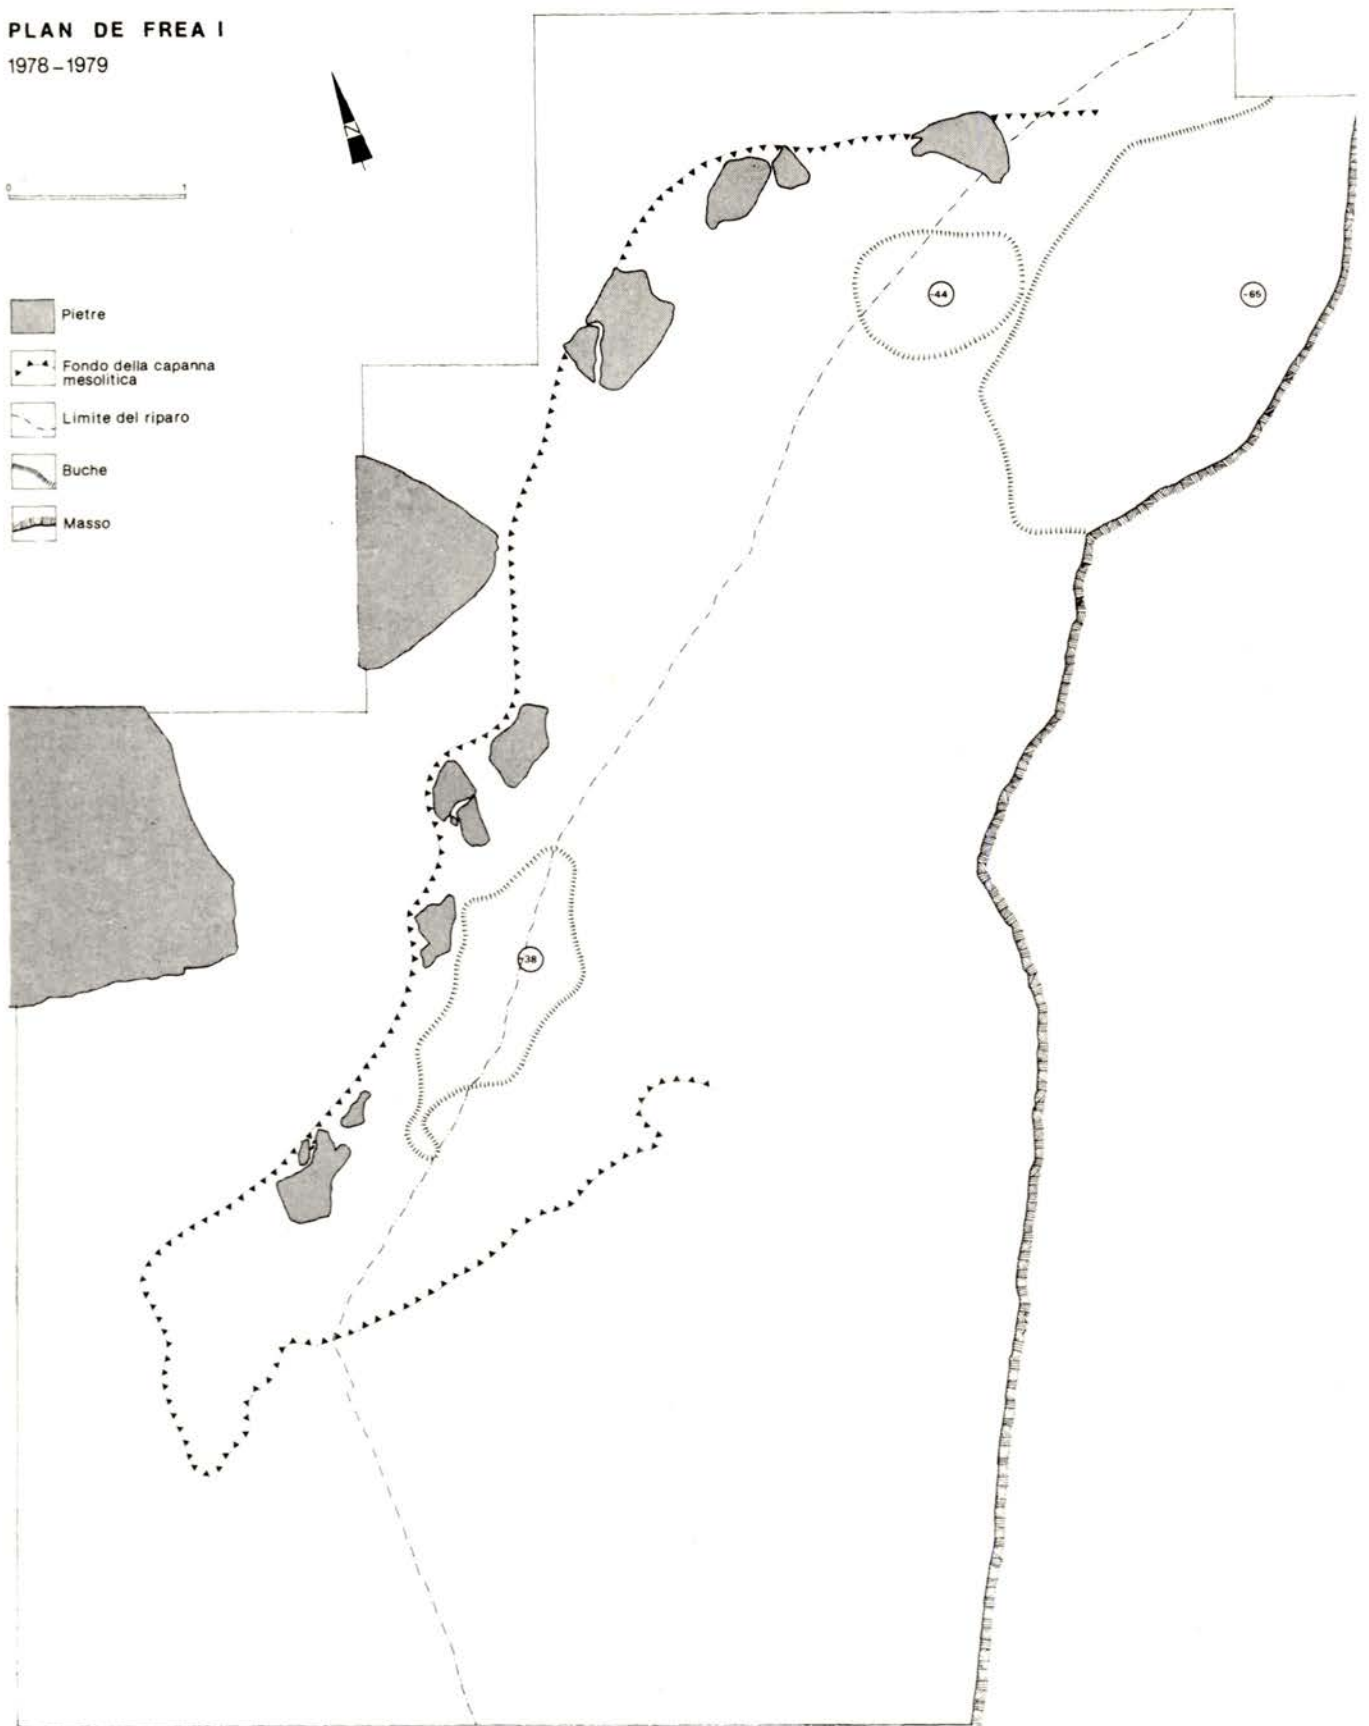 PLAN DE FREA I
1978–1979
N
0 1
Pietre
Fondo della capanna
mesolitica
Limite del riparo
Buche
Masso
-44
-65
-38